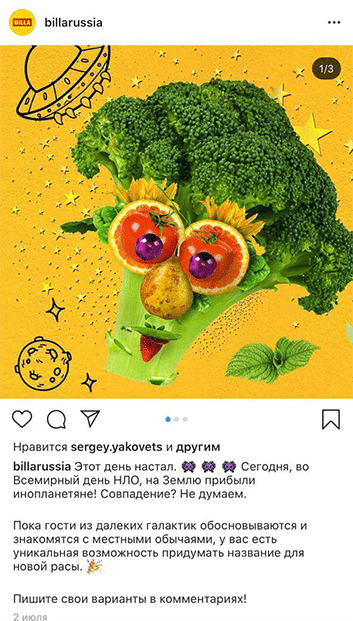 BILLA
billarussia
1/3
Нравится sergey.yakovets и другим
billarussia Этот день настал. 👾 👾 👾 Сегодня, во
Всемирный день НЛО, на Землю прибыли
инопланетяне! Совпадение? Не думаем.
Пока гости из далеких галактик обосновываются и
знакомятся с местными обычаями, у вас есть
уникальная возможность придумать название для
новой расы. 🎉
Пишите свои варианты в комментариях!
2 июля